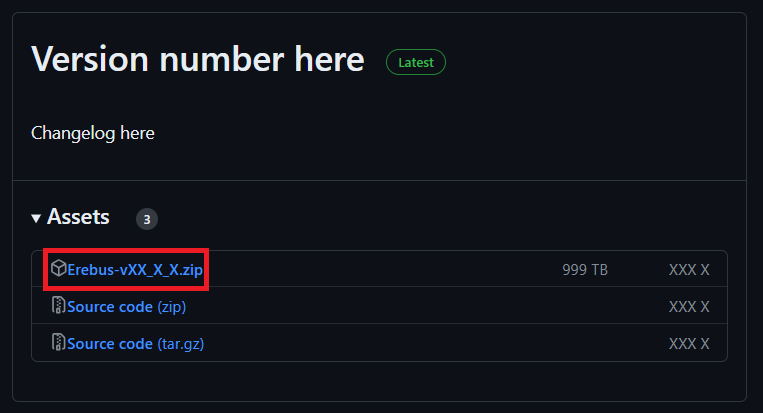 Version number here Latest
Changelog here
Assets 3
Erebus-vXX_X_X.zip 999 TB XXX X
Source code (zip) XXX X
Source code (tar.gz) XXX X